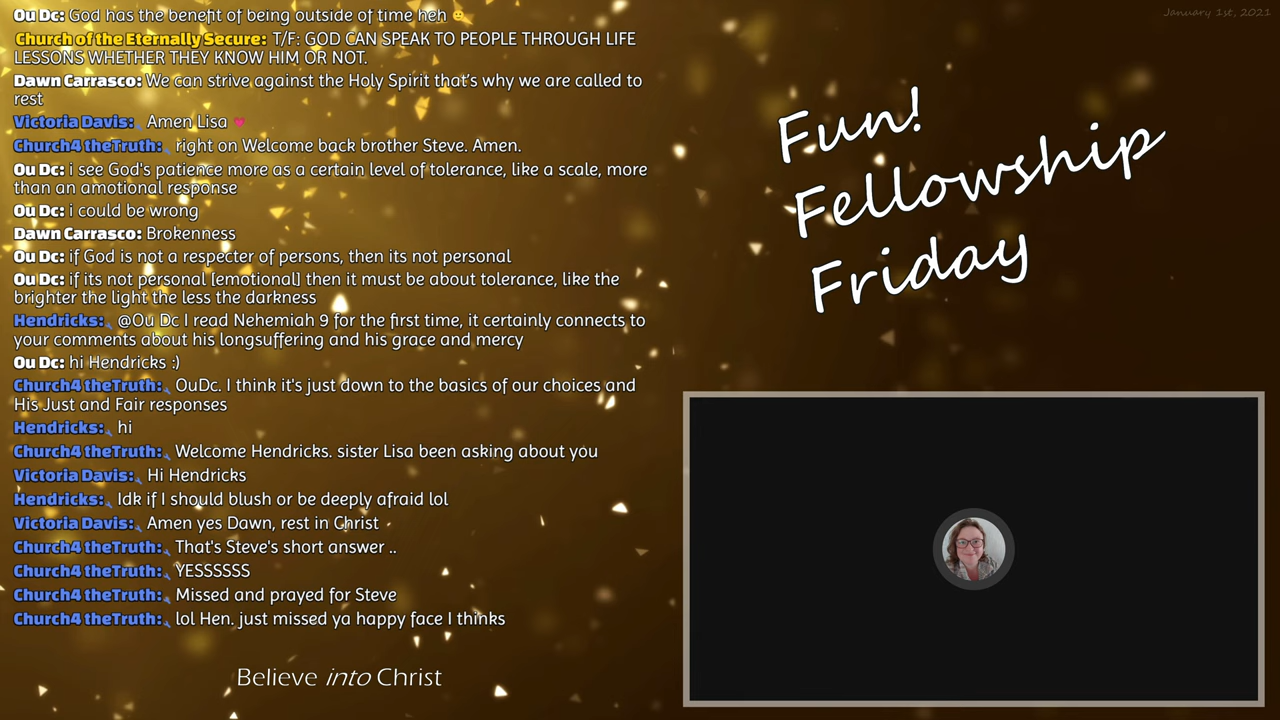 Ou Dc: God has the benefit of being outside of time heh 🙂
Church of the Eternally Secure: T/F: GOD CAN SPEAK TO PEOPLE THROUGH LIFE
LESSONS WHETHER THEY KNOW HIM OR NOT.
Dawn Carrasco: We can strive against the Holy Spirit that's why we are called to
rest
Victoria Davis: Amen Lisa 💗
Church4 theTruth: right on Welcome back brother Steve. Amen.
Ou Dc: i see God's patience more as a certain level of tolerance, like a scale, more
than an amotional response
Ou Dc: i could be wrong
Dawn Carrasco: Brokenness
Ou Dc: if God is not a respecter of persons, then its not personal
Ou Dc: if its not personal [emotional] then it must be about tolerance, like the
brighter the light the less the darkness
Hendricks: @Ou Dc I read Nehemiah 9 for the first time, it certainly connects to
your comments about his longsuffering and his grace and mercy
Ou Dc: hi Hendricks :)
Church4 theTruth: OuDc. I think it's just down to the basics of our choices and
His Just and Fair responses
Hendricks: hi
Church4 theTruth: Welcome Hendricks. sister Lisa been asking about you
Victoria Davis: Hi Hendricks
Hendricks: Idk if I should blush or be deeply afraid lol
Victoria Davis: Amen yes Dawn, rest in Christ
Church4 theTruth: That's Steve's short answer ..
Church4 theTruth: YESSSSSS
Church4 theTruth: Missed and prayed for Steve
Church4 theTruth: lol Hen. just missed ya happy face I thinks
Believe into Christ
January 1st, 2021
Fun!
Fellowship
Friday